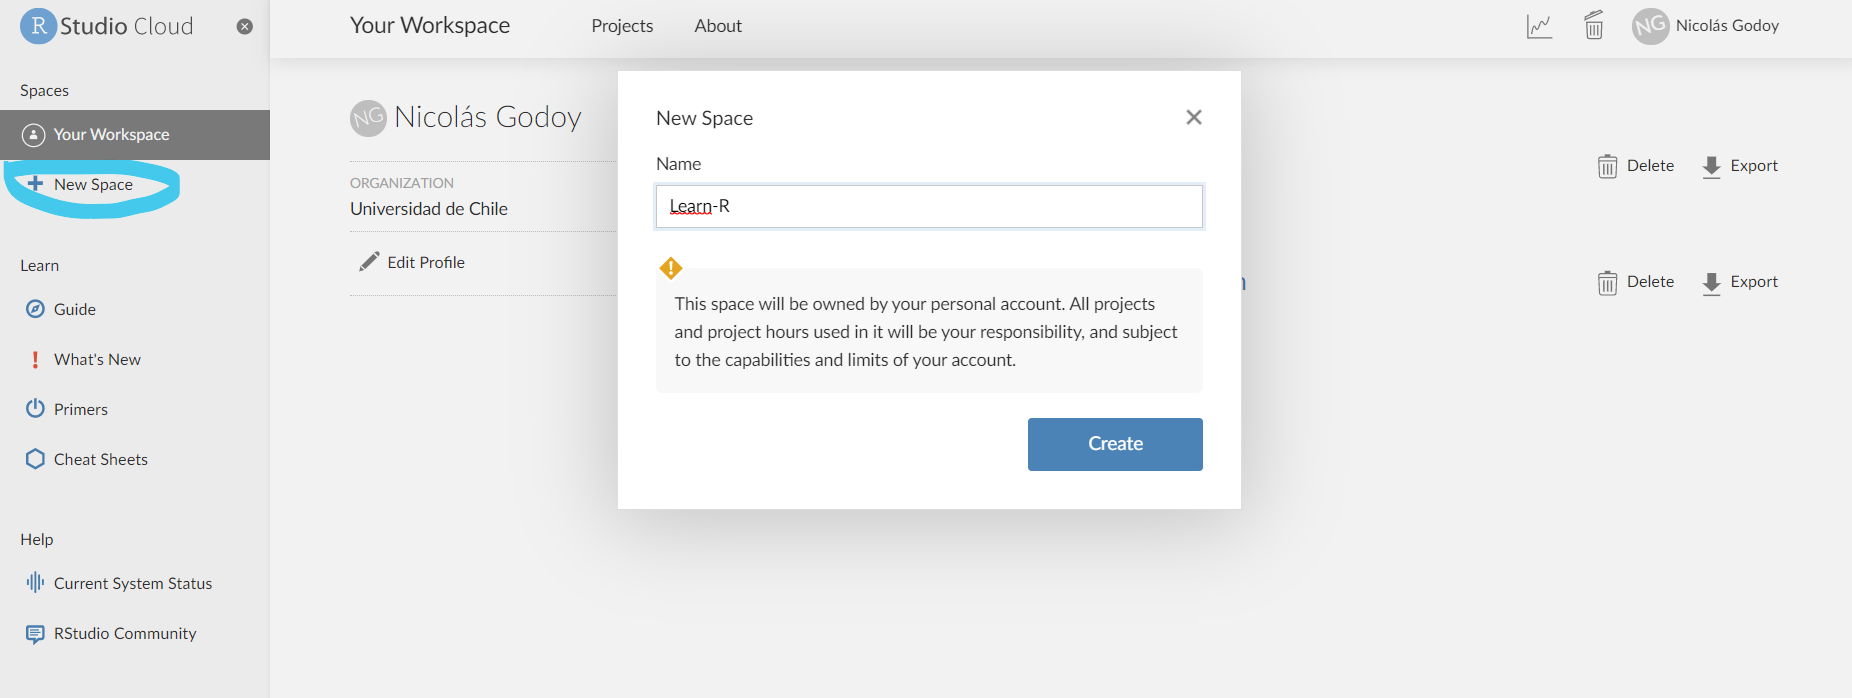 R Studio Cloud
Spaces
Your Workspace
New Space
Learn
Guide
What's New
Primers
Cheat Sheets
Help
Current System Status
RStudio Community
Your Workspace Projects About
NG Nicolás Godoy
NG Nicolás Godoy
ORGANIZATION
Universidad de Chile
Edit Profile
New Space
Name
Learn-R
This space will be owned by your personal account. All projects
and project hours used in it will be your responsibility, and subject
to the capabilities and limits of your account.
Create
Delete Export
Delete Export